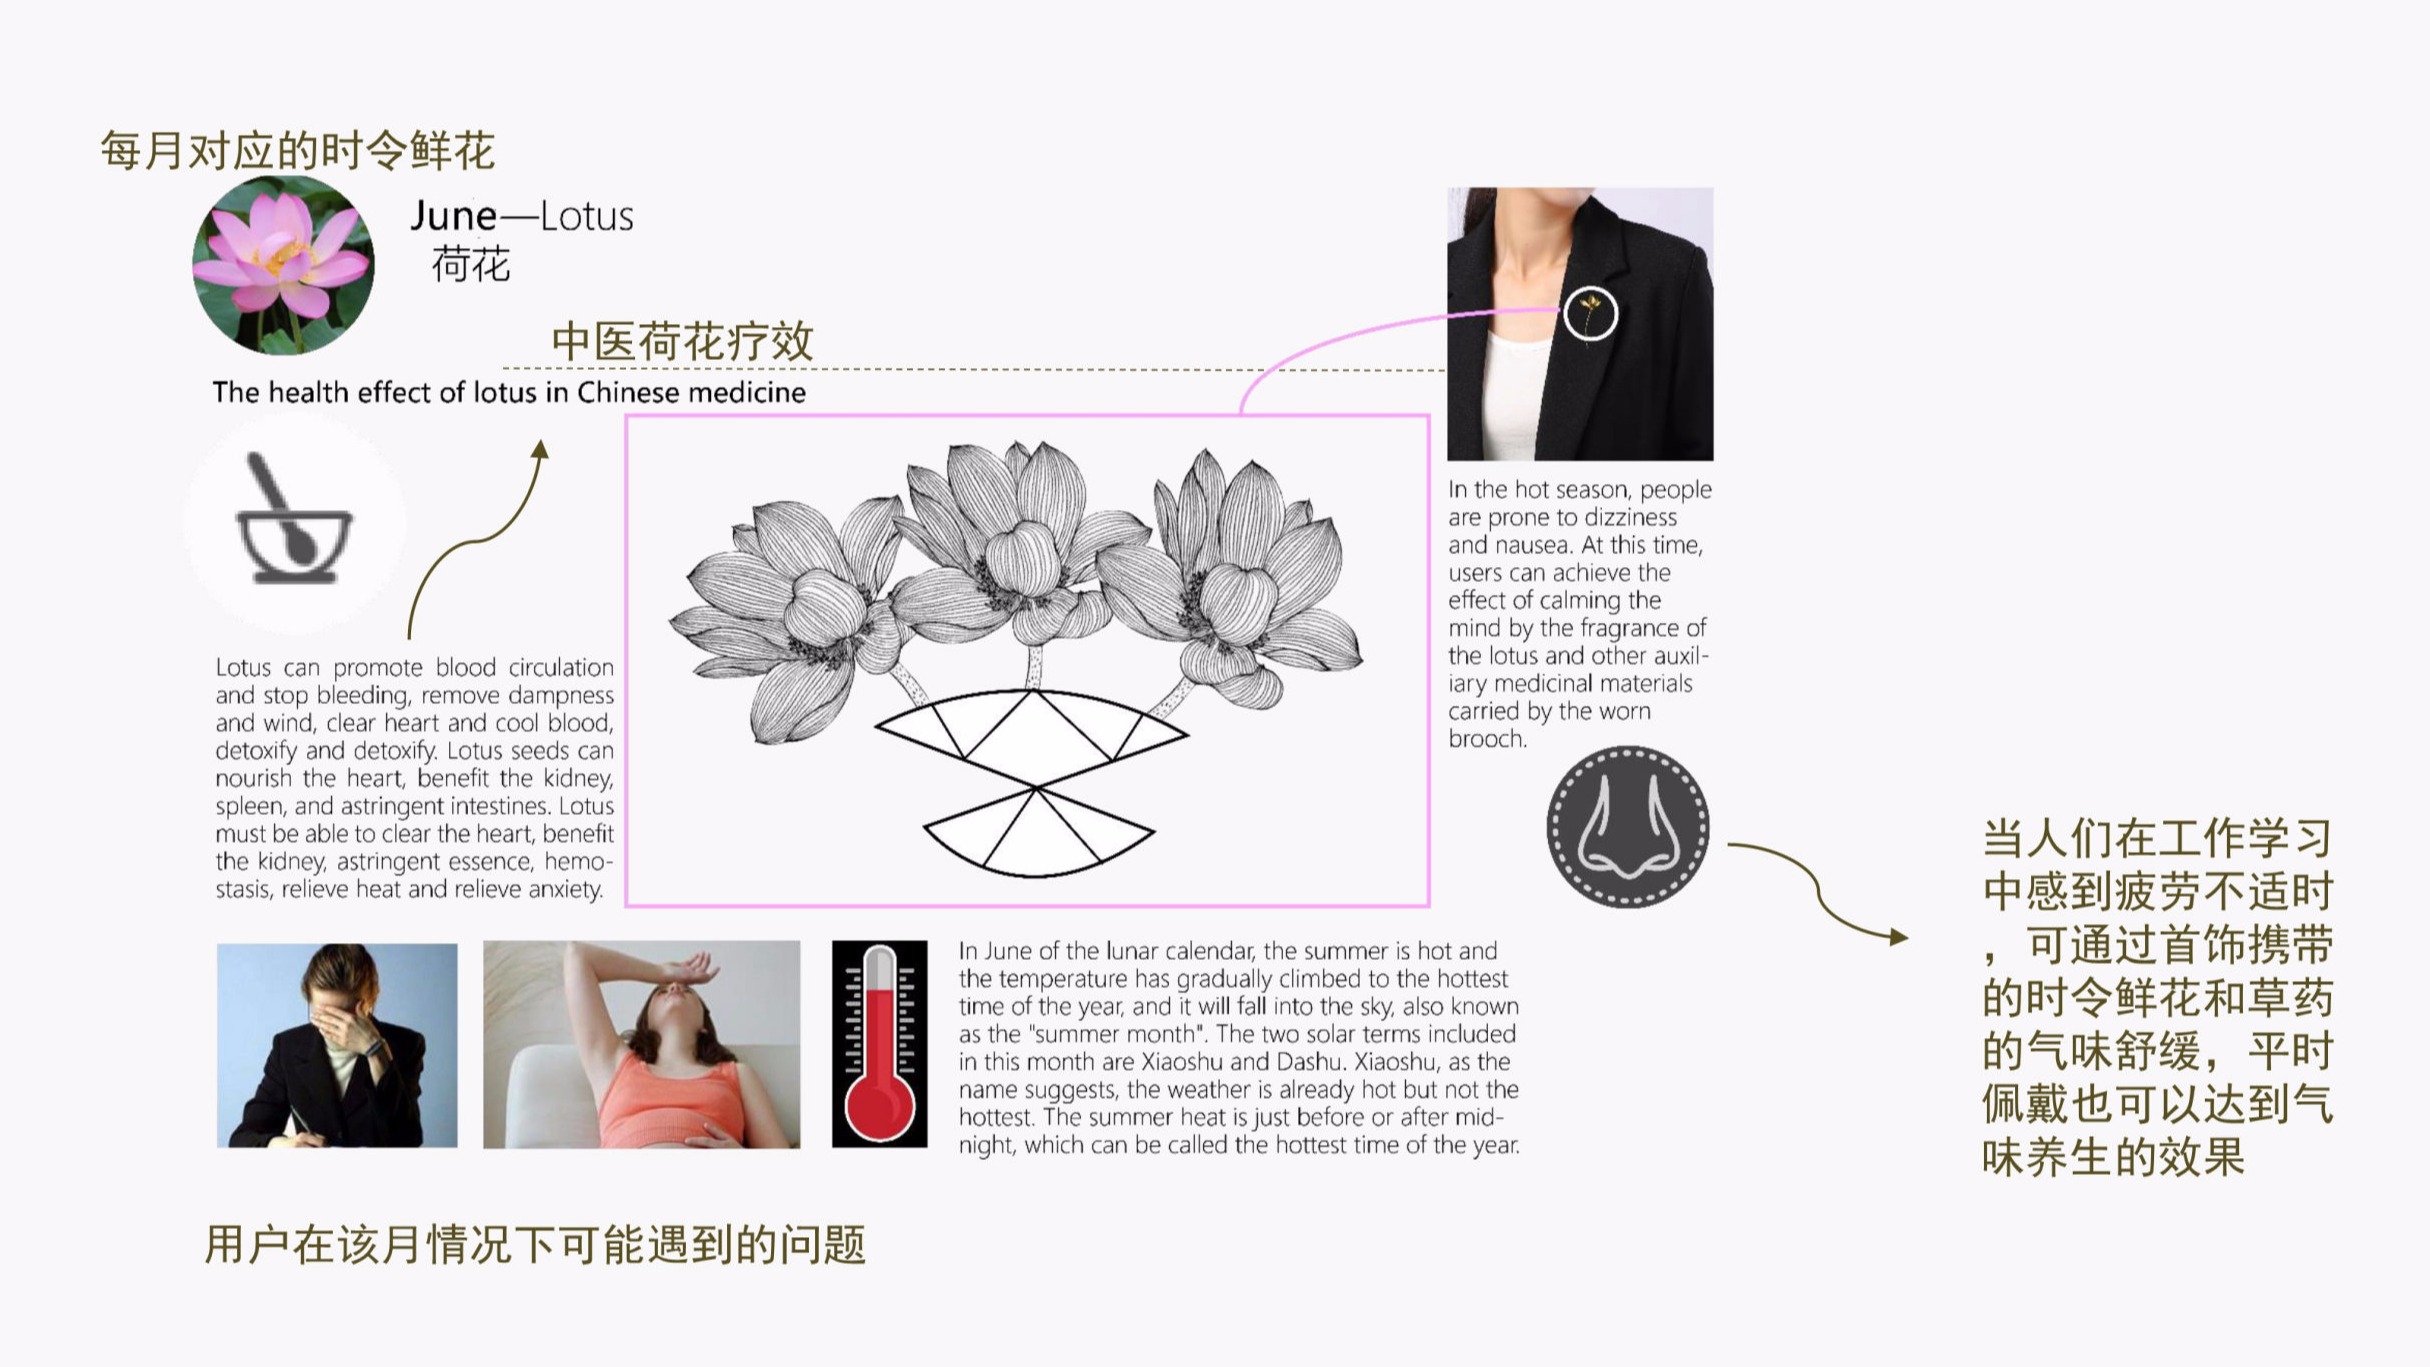 每月对应的时令鲜花
June—Lotus
荷花
中医荷花疗效
The health effect of lotus in Chinese medicine
Lotus can promote blood circulation
and stop bleeding, remove dampness
and wind, clear heart and cool blood,
detoxify and detoxify. Lotus seeds can
nourish the heart, benefit the kidney,
spleen, and astringent intestines. Lotus
must be able to clear the heart, benefit
the kidney, astringent essence, hemo-
stasis, relieve heat and relieve anxiety.
In the hot season, people
are prone to dizziness
and nausea. At this time,
users can achieve the
effect of calming the
mind by the fragrance of
the lotus and other auxil-
iary medicinal materials
carried by the worn
brooch.
当人们在工作学习
中感到疲劳不适时
，可通过首饰携带
的时令鲜花和草药
的气味舒缓，平时
佩戴也可以达到气
味养生的效果
In June of the lunar calendar, the summer is hot and
the temperature has gradually climbed to the hottest
time of the year, and it will fall into the sky, also known
as the "summer month". The two solar terms included
in this month are Xiaoshu and Dashu. Xiaoshu, as the
name suggests, the weather is already hot but not the
hottest. The summer heat is just before or after mid-
night, which can be called the hottest time of the year.
用户在该月情况下可能遇到的问题